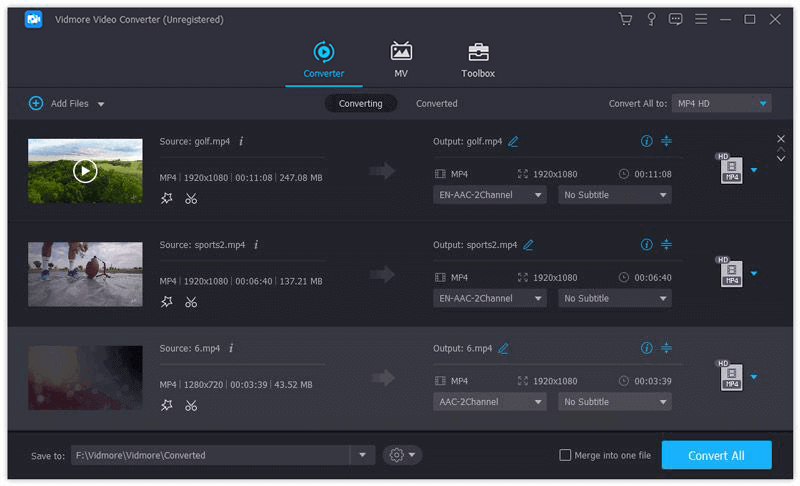 Vidmore Video Converter (Unregistered)
Converter
MV
Toolbox
Add Files
Converting
Converted
Convert All to:
MP4 HD
Source: golf.mp4
MP4 | 1920x1080 | 00:11:08 | 247.08 MB
Output: golf.mp4
MP4
1920x1080
00:11:08
EN-AAC-2Channel
No Subtitle
HD
MP4
Source: sports2.mp4
MP4 | 1920x1080 | 00:06:40 | 137.21 MB
Output: sports2.mp4
MP4
1920x1080
00:06:40
EN-AAC-2Channel
No Subtitle
HD
MP4
Source: 6.mp4
MP4 | 1280x720 | 00:03:39 | 43.52 MB
Output: 6.mp4
MP4
1920x1080
00:03:39
AAC-2Channel
No Subtitle
HD
MP4
Save to:
F:\Vidmore\Vidmore\Converted
Merge into one file
Convert All